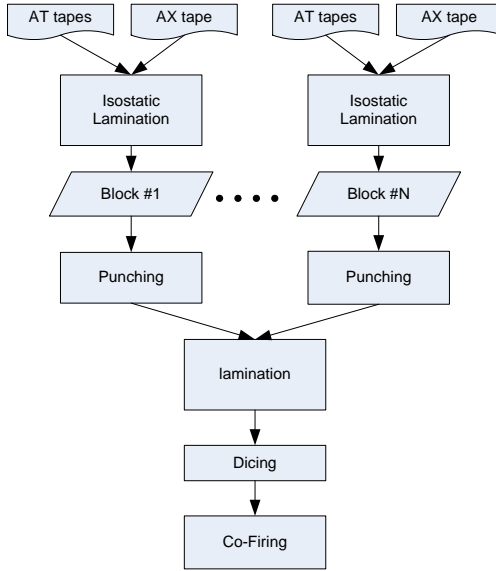 AT tapes
AX tape
AT tapes
AX tape
Isostatic
Lamination
Isostatic
Lamination
Block #1
Block #N
Punching
Punching
lamination
Dicing
Co-Firing